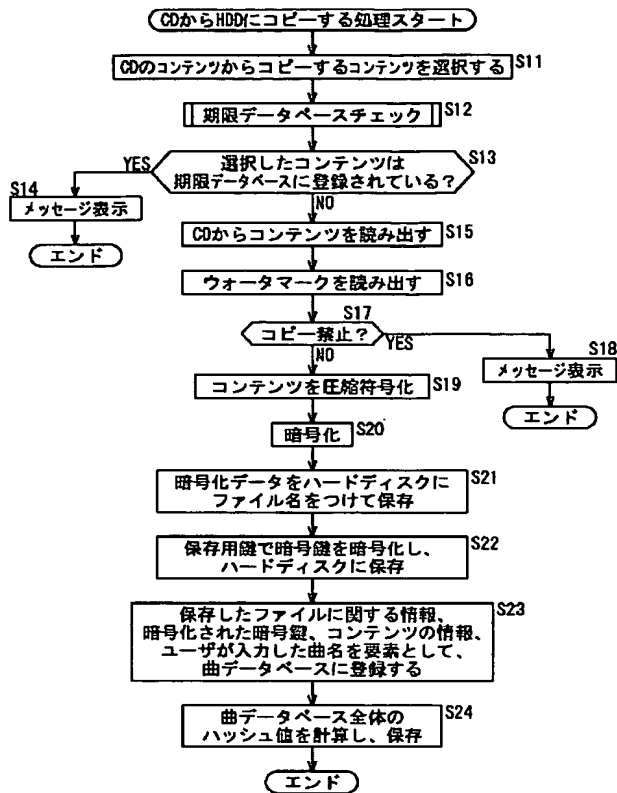 CDからHDDにコピーする処理スタート
CDのコンテンツからコピーするコンテンツを選択する
S11
期限データベースチェック
S12
選択したコンテンツは
期限データベースに登録されている?
S13
YES
NO
S14
メッセージ表示
エンド
CDからコンテンツを読み出す
S15
ウォータマークを読み出す
S16
S17
コピー禁止?
YES
NO
S18
メッセージ表示
エンド
コンテンツを圧縮符号化
S19
暗号化
S20
暗号化データをハードディスクに
ファイル名をつけて保存
S21
保存用鍵で暗号鍵を暗号化し、
ハードディスクに保存
S22
保存したファイルに関する情報、
暗号化された暗号鍵、コンテンツの情報、
ユーザが入力した曲名を要素として、
曲データベースに登録する
S23
曲データベース全体の
ハッシュ値を計算し、保存
S24
エンド